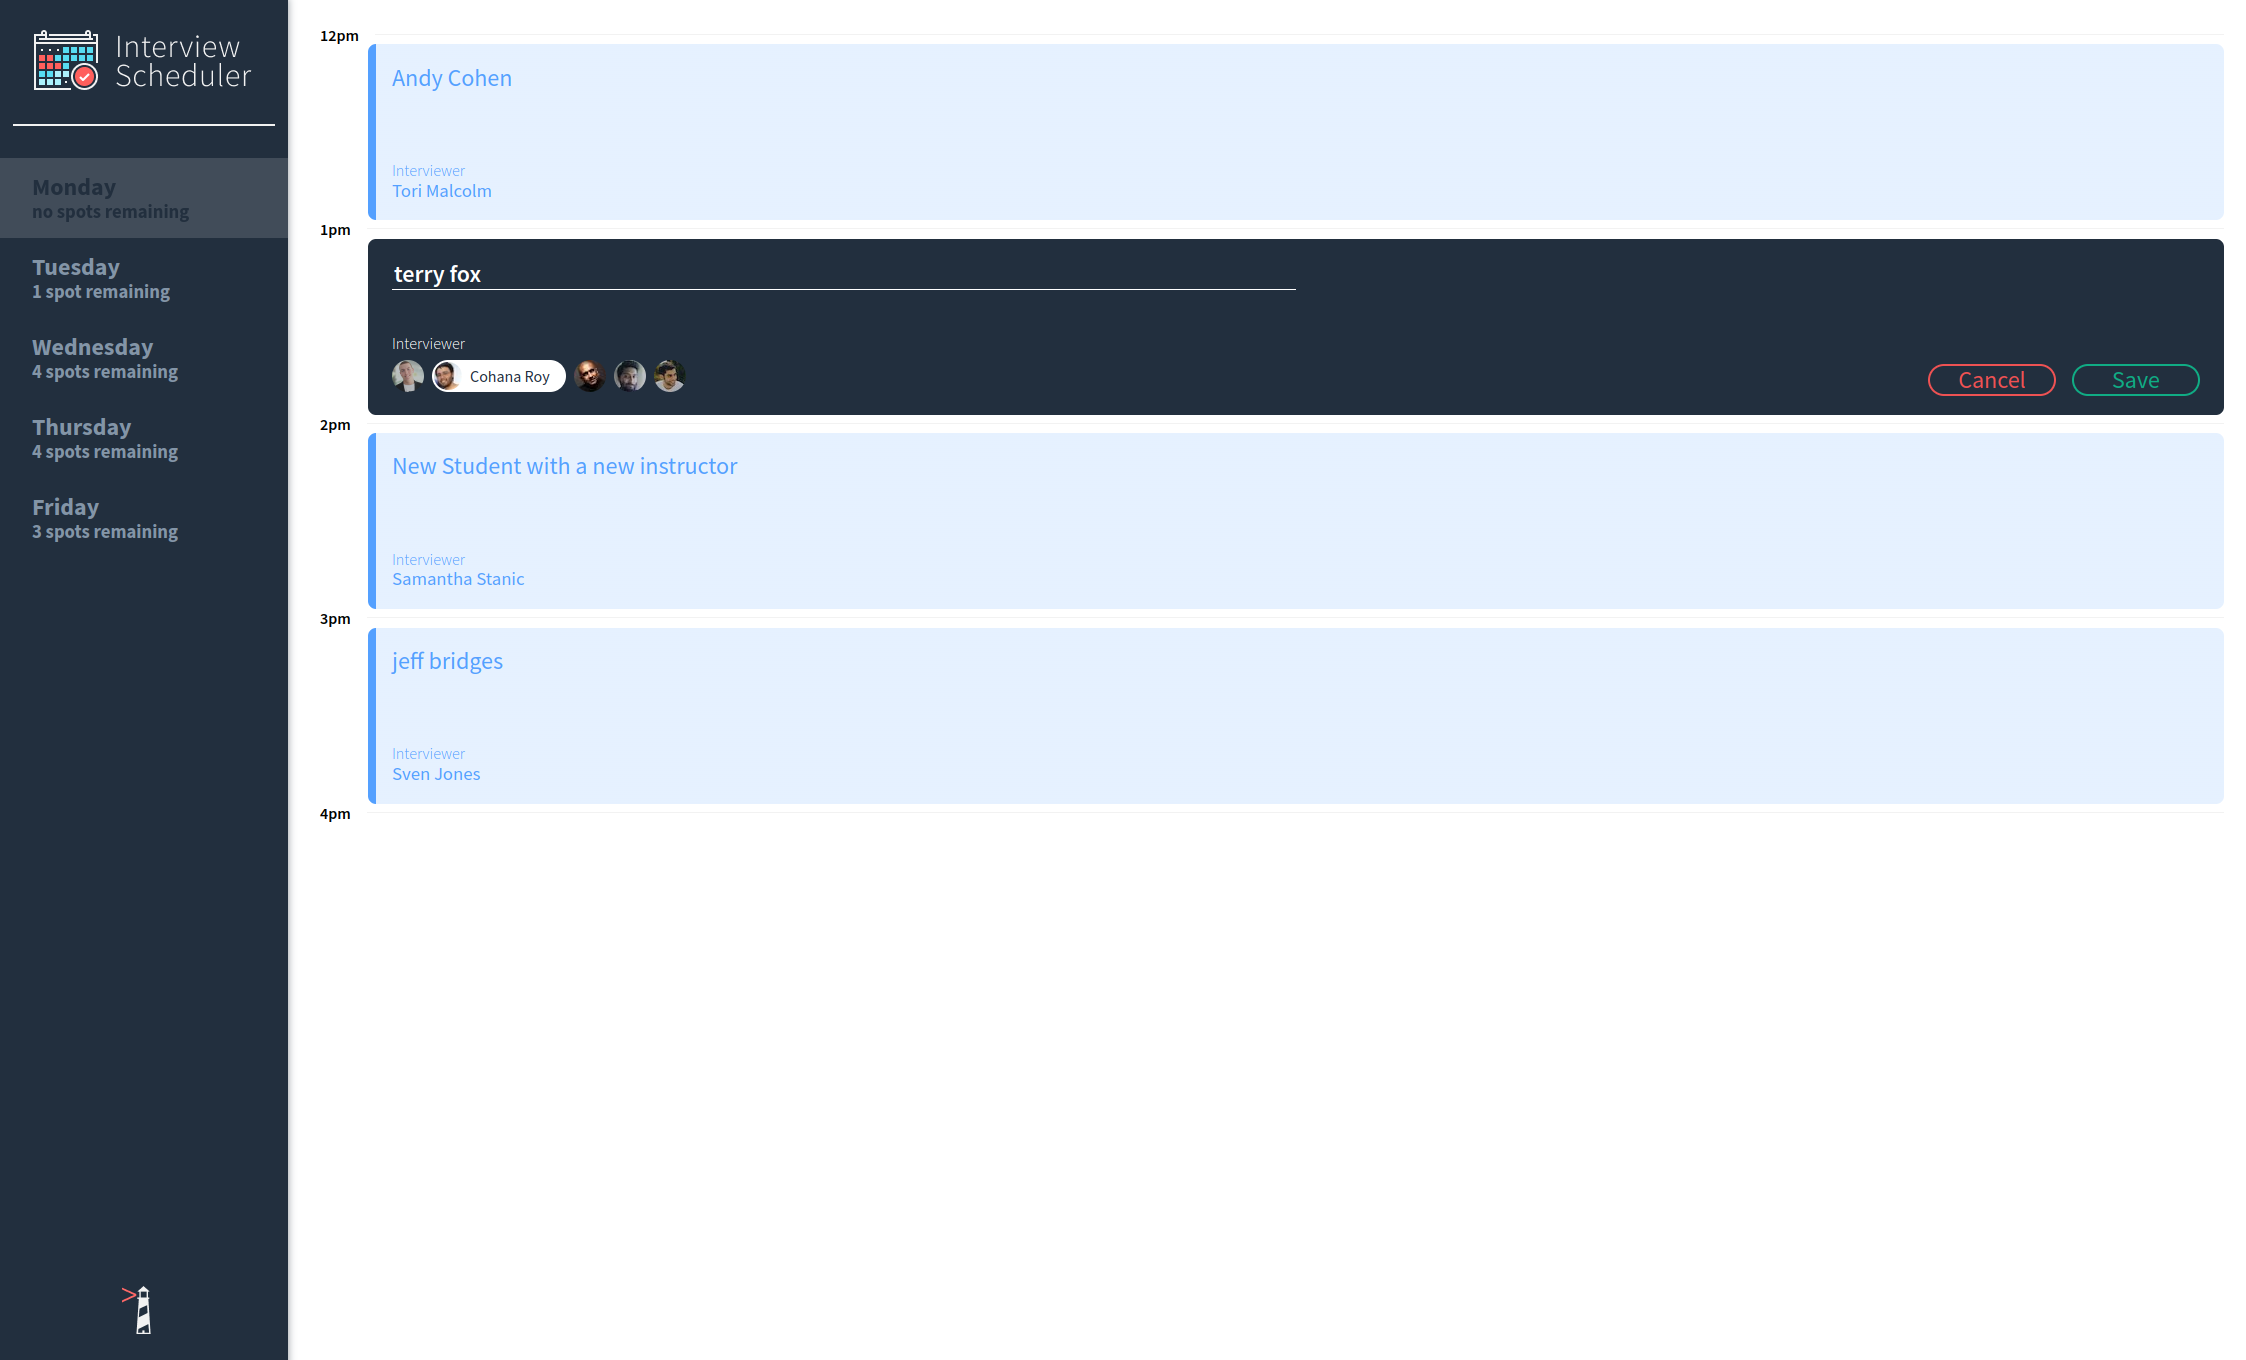 Interview
Scheduler
Monday
no spots remaining
Tuesday
1 spot remaining
Wednesday
4 spots remaining
Thursday
4 spots remaining
Friday
3 spots remaining
12pm
Andy Cohen
Interviewer
Tori Malcolm
1pm
terry fox
Interviewer
Cohana Roy
Cancel
Save
2pm
New Student with a new instructor
Interviewer
Samantha Stanic
3pm
jeff bridges
Interviewer
Sven Jones
4pm